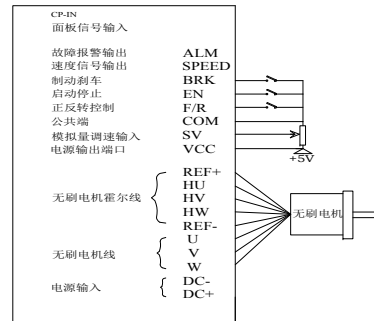 CP-IN
面板信号输入
故障报警输出 ALM
速度信号输出 SPEED
制动刹车 BRK
启动停止 EN
正反转控制 F/R
公共端 COM
模拟量调速输入 SV
电源输出端口 VCC
+5V
REF+
HU
无刷电机霍尔线 HV
HW
REF-
U
无刷电机线 V
W
电源输入 DC-
DC+
无刷电机